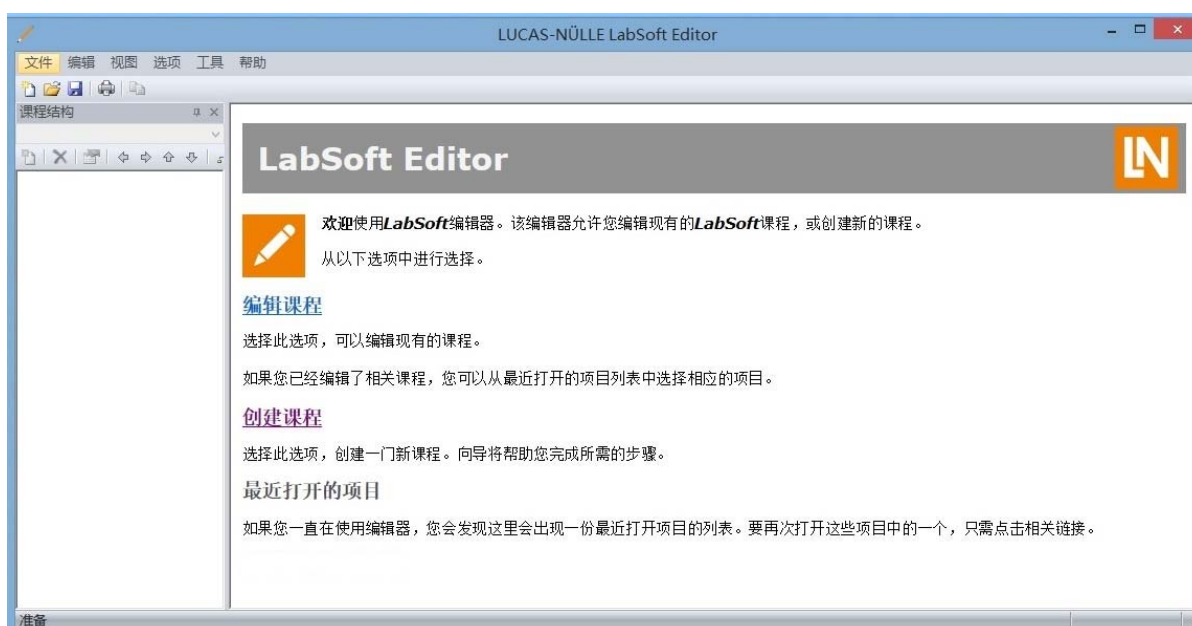 LUCAS-NÜLLE LabSoft Editor
文件 编辑 视图 选项 工具 帮助
课程结构
LabSoft Editor
LN
欢迎使用LabSoft编辑器。该编辑器允许您编辑现有的LabSoft课程，或创建新的课程。
从以下选项中进行选择。
编辑课程
选择此选项，可以编辑现有的课程。
如果您已经编辑了相关课程，您可以从最近打开的项目列表中选择相应的项目。
创建课程
选择此选项，创建一门新课程。向导将帮助您完成所需的步骤。
最近打开的项目
如果您一直在使用编辑器，您会发现这里会出现一份最近打开项目的列表。要再次打开这些项目中的一个，只需点击相关链接。
准备